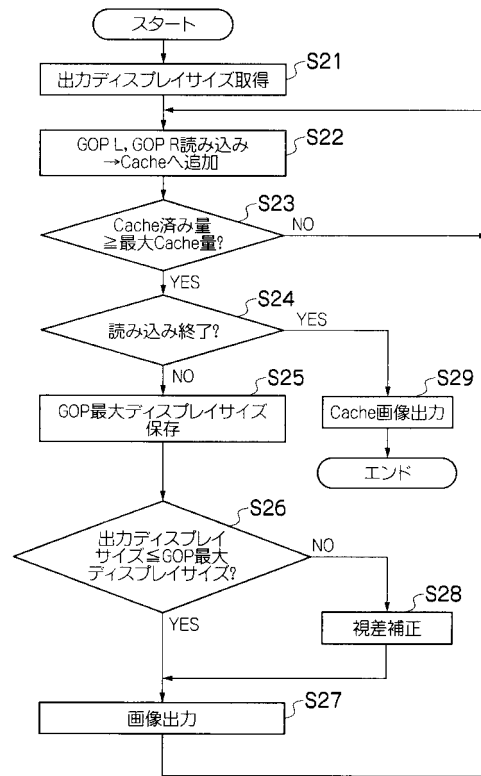 スタート
S21
出力ディスプレイサイズ取得
S22
GOP L, GOP R読み込み
→Cacheへ追加
S23
Cache済み量
≧最大Cache量?
NO
YES
S24
読み込み終了?
YES
NO
S25
GOP最大ディスプレイサイズ
保存
S29
Cache画像出力
エンド
S26
出力ディスプレイ
サイズ≦GOP最大
ディスプレイサイズ?
NO
YES
S28
視差補正
S27
画像出力